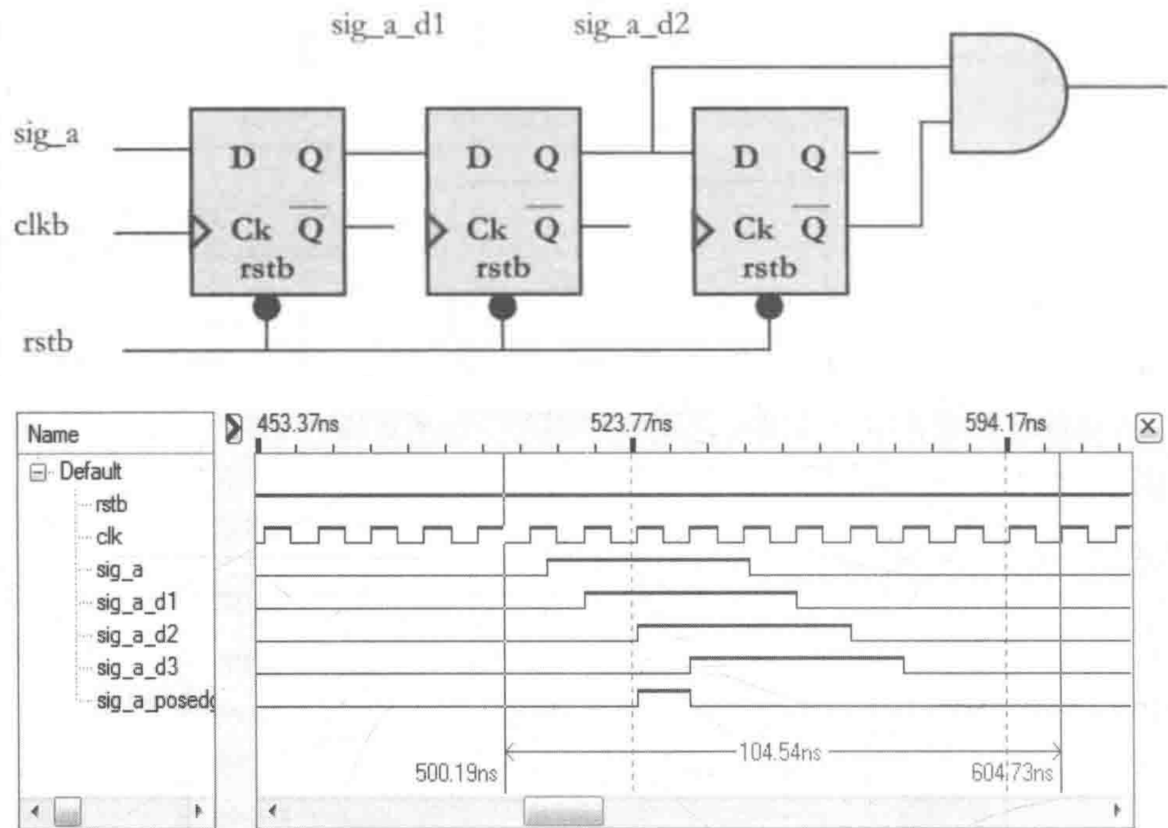 sig_a_d1 sig_a_d2
sig_a D Q D Q D Q
clkb Ck Q Ck Q Ck Q
rstb rstb rstb
rstb
Name 453.37ns 523.77ns 594.17ns
Default
rstb
clk
sig_a
sig_a_d1
sig_a_d2
sig_a_d3
sig_a_posedg
104.54ns
500.19ns 604.73ns